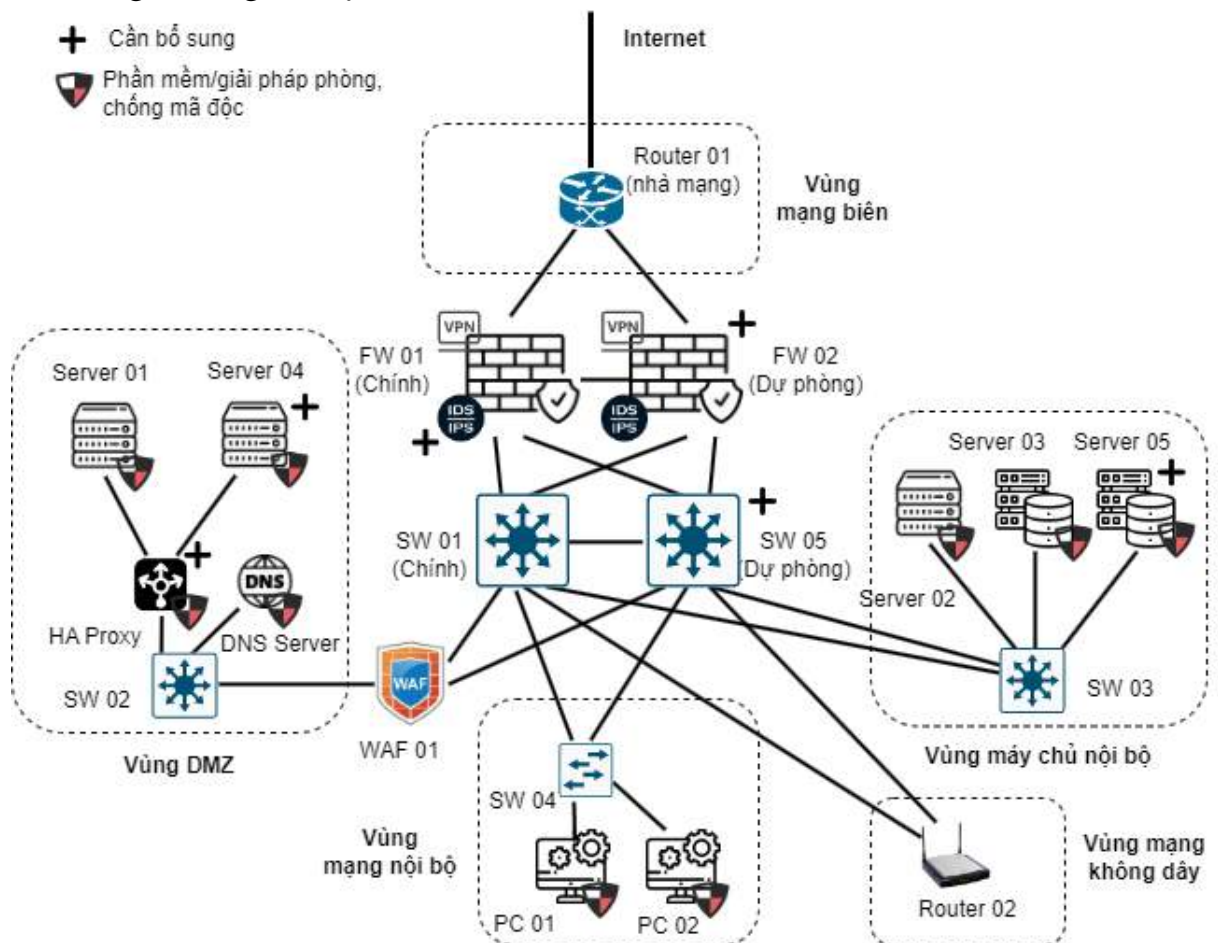 Cần bổ sung
Phần mềm/giải pháp phòng,
chống mã độc
Internet
Router 01
(nhà mạng)
Vùng
mạng biên
VPN
VPN
FW 01
(Chính)
FW 02
(Dự phòng)
IDS
IPS
IDS
IPS
Server 01
Server 04
HA Proxy
DNS
DNS Server
SW 02
Vùng DMZ
SW 01
(Chính)
SW 05
(Dự phòng)
WAF
WAF 01
Server 03
Server 05
Server 02
SW 03
Vùng máy chủ nội bộ
SW 04
Vùng
mạng nội bộ
PC 01
PC 02
Router 02
Vùng mạng
không dây